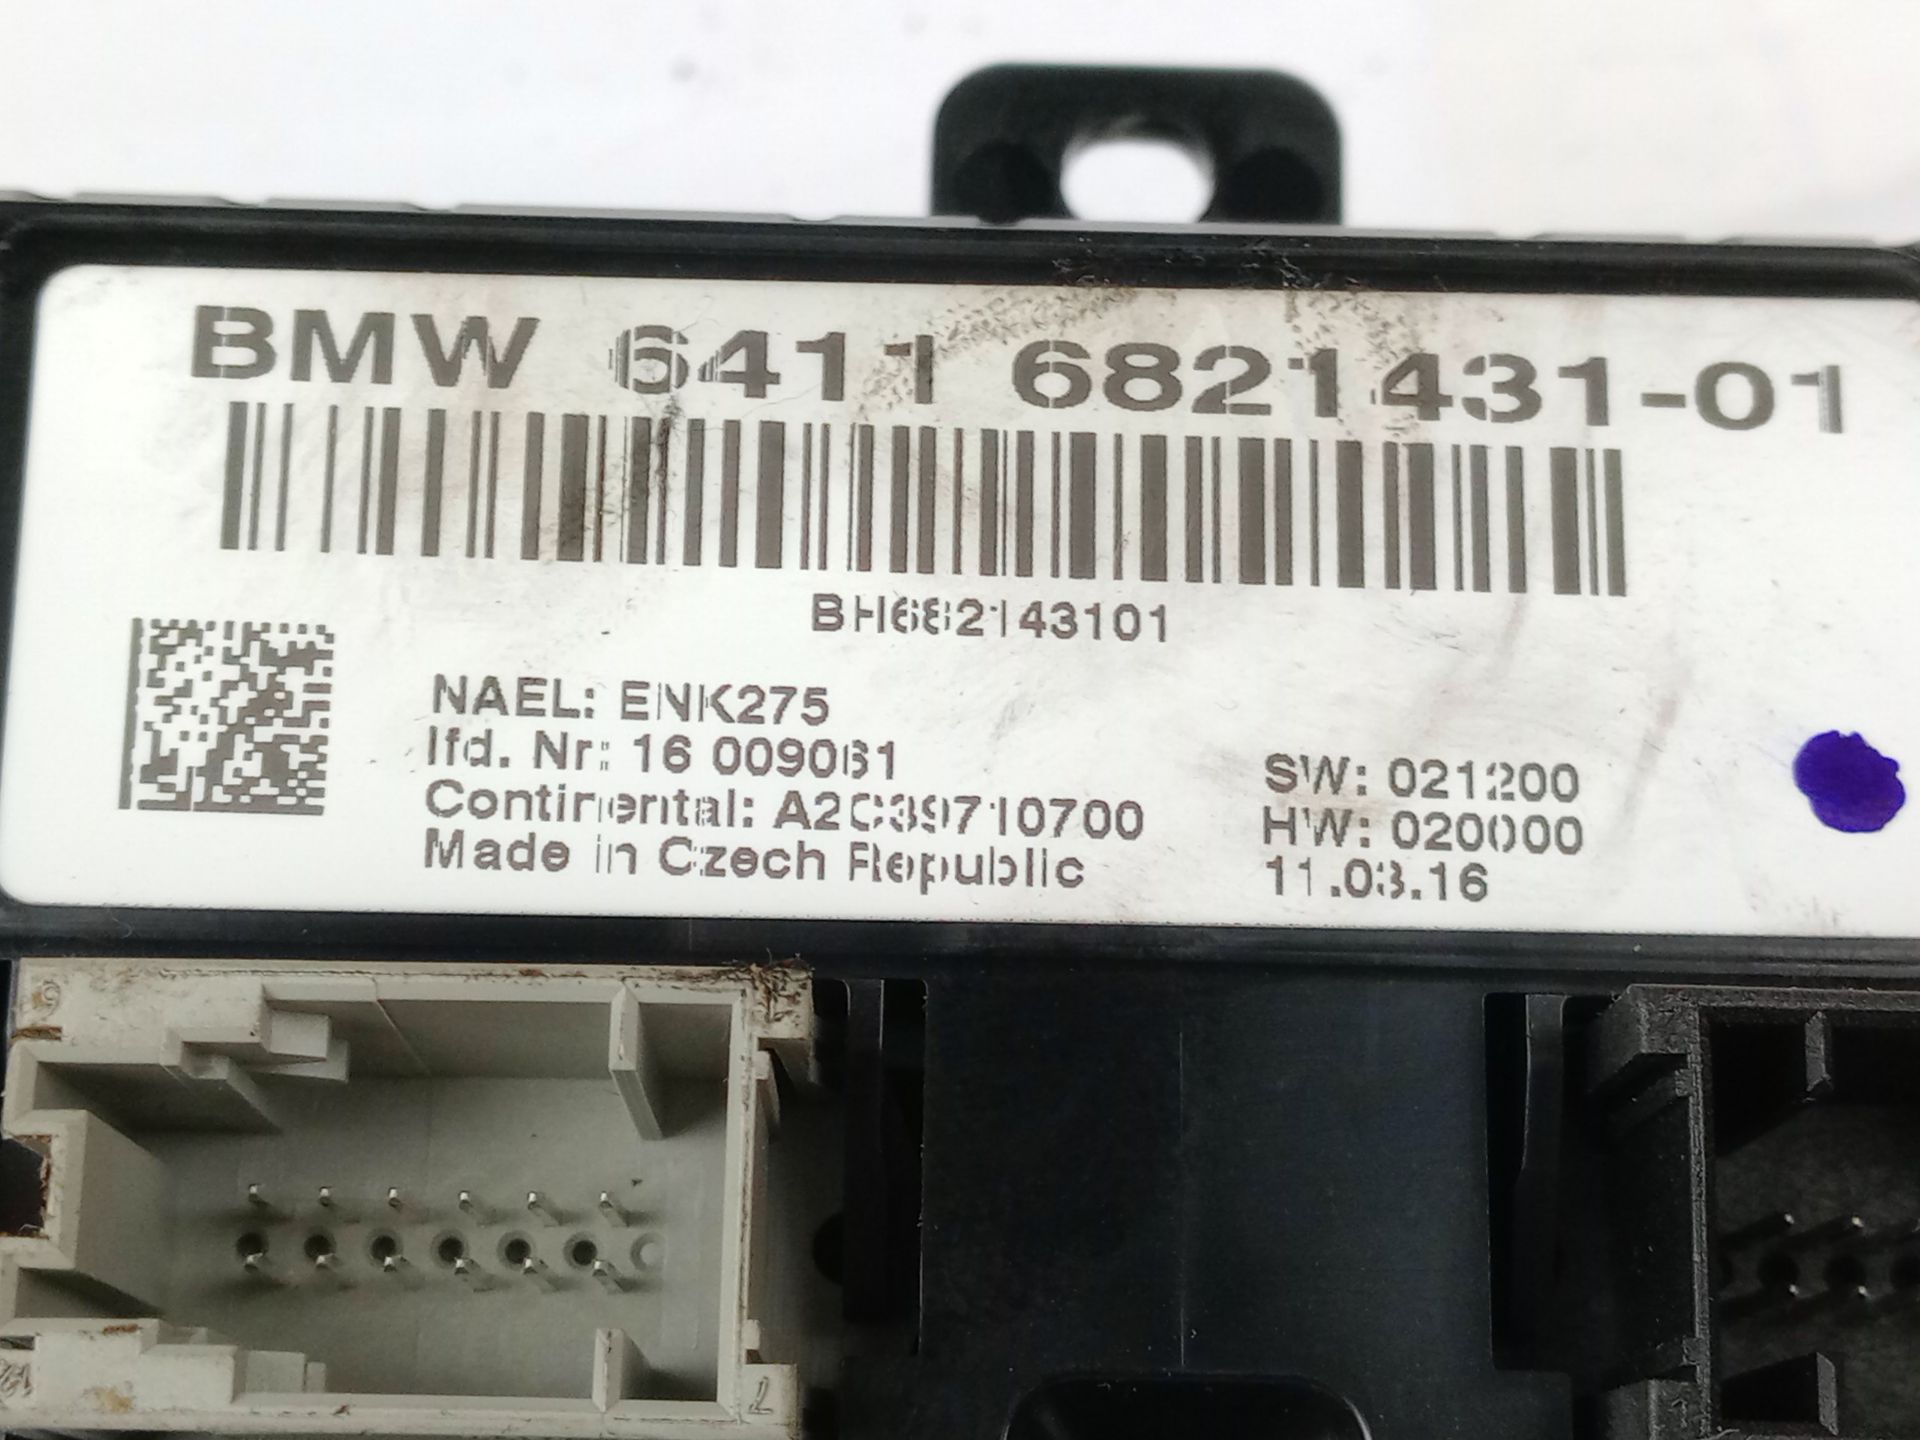 BMW 6411 6821431-01
BH682143101
NAEL: ENK275
lfd. Nr: 16 009061
Continental: A2C39710700
Made in Czech Republic
SW: 021200
HW: 020000
11.03.16
2